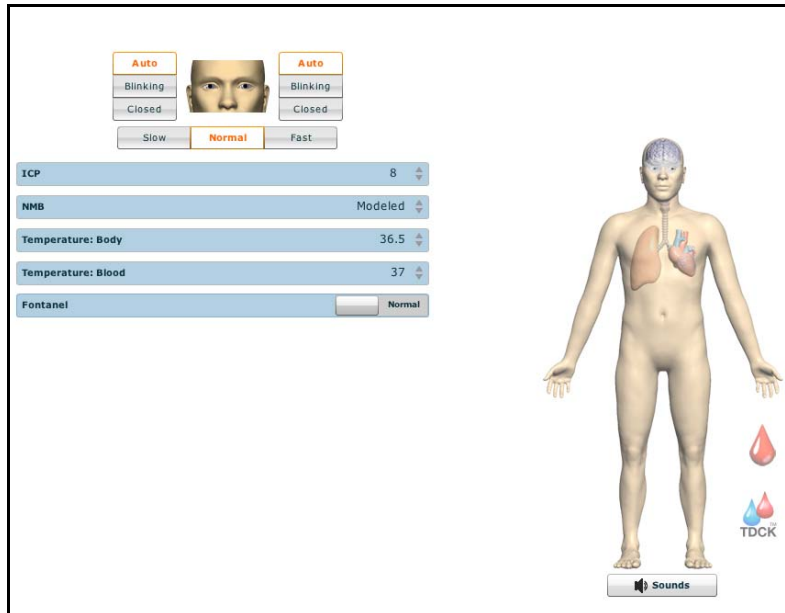 Auto Auto
Blinking Blinking
Closed Closed
Slow Normal Fast
ICP 8
NMB Modeled
Temperature: Body 36.5
Temperature: Blood 37
Fontanel Normal
TDCK™
Sounds